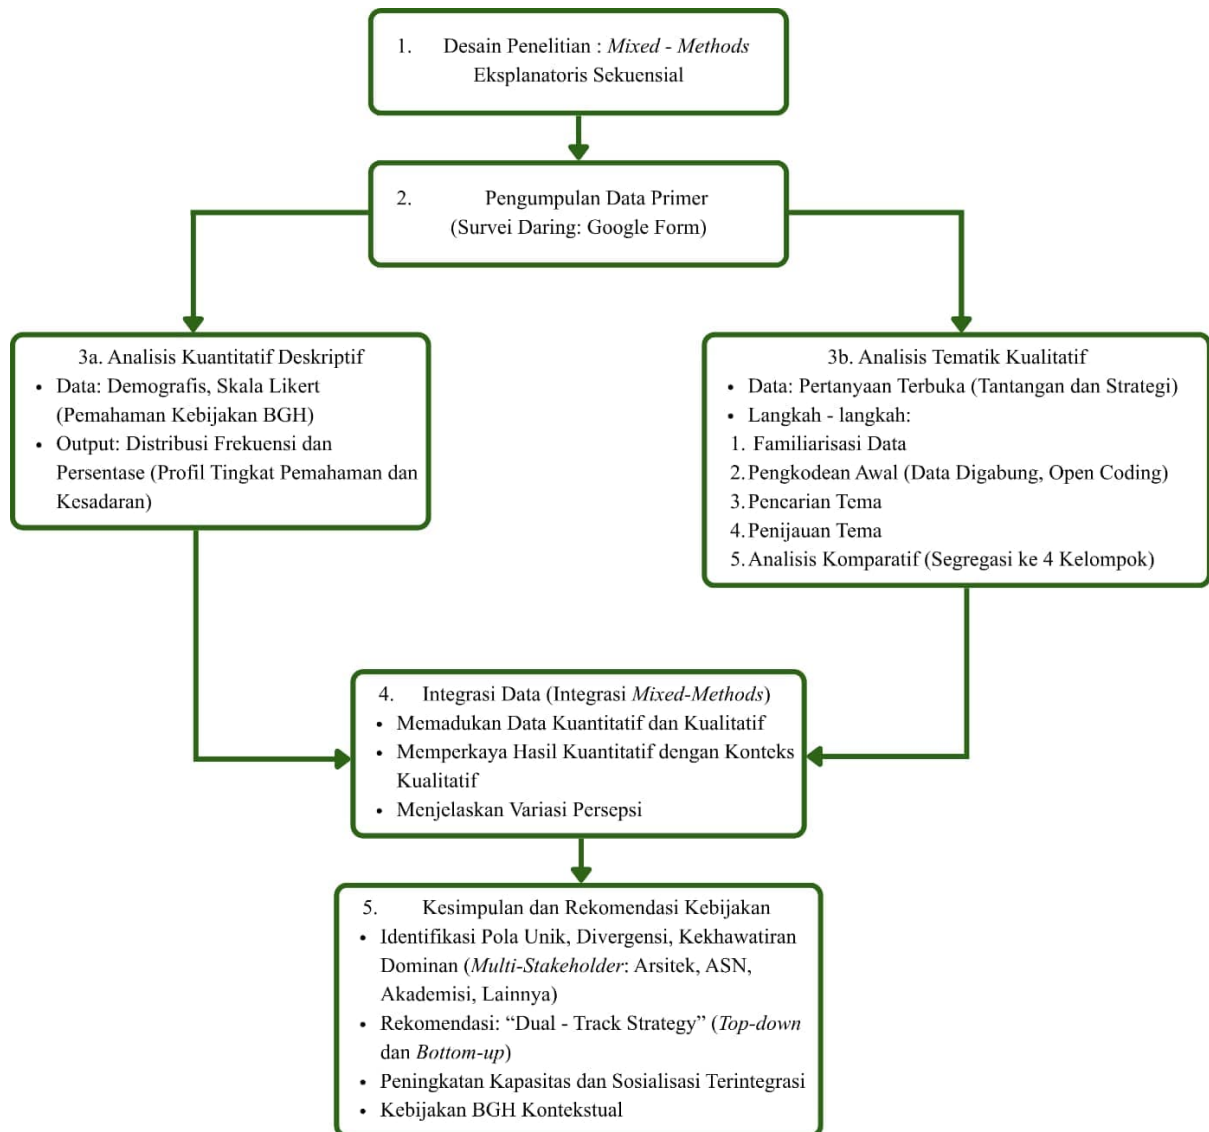 1. Desain Penelitian : Mixed - Methods
Eksplanatoris Sekuensial
2. Pengumpulan Data Primer
(Survei Daring: Google Form)
3a. Analisis Kuantitatif Deskriptif
• Data: Demografis, Skala Likert
(Pemahaman Kebijakan BGH)
• Output: Distribusi Frekuensi dan
Persentase (Profil Tingkat Pemahaman dan
Kesadaran)
3b. Analisis Tematik Kualitatif
• Data: Pertanyaan Terbuka (Tantangan dan Strategi)
• Langkah - langkah:
1. Familiarisasi Data
2. Pengkodean Awal (Data Digabung, Open Coding)
3. Pencarian Tema
4. Penijauan Tema
5. Analisis Komparatif (Segregasi ke 4 Kelompok)
4. Integrasi Data (Integrasi Mixed-Methods)
• Memadukan Data Kuantitatif dan Kualitatif
• Memperkaya Hasil Kuantitatif dengan Konteks
Kualitatif
• Menjelaskan Variasi Persepsi
5. Kesimpulan dan Rekomendasi Kebijakan
• Identifikasi Pola Unik, Divergensi, Kekhawatiran
Dominan (Multi-Stakeholder: Arsitek, ASN,
Akademisi, Lainnya)
• Rekomendasi: “Dual - Track Strategy” (Top-down
dan Bottom-up)
• Peningkatan Kapasitas dan Sosialisasi Terintegrasi
• Kebijakan BGH Kontekstual